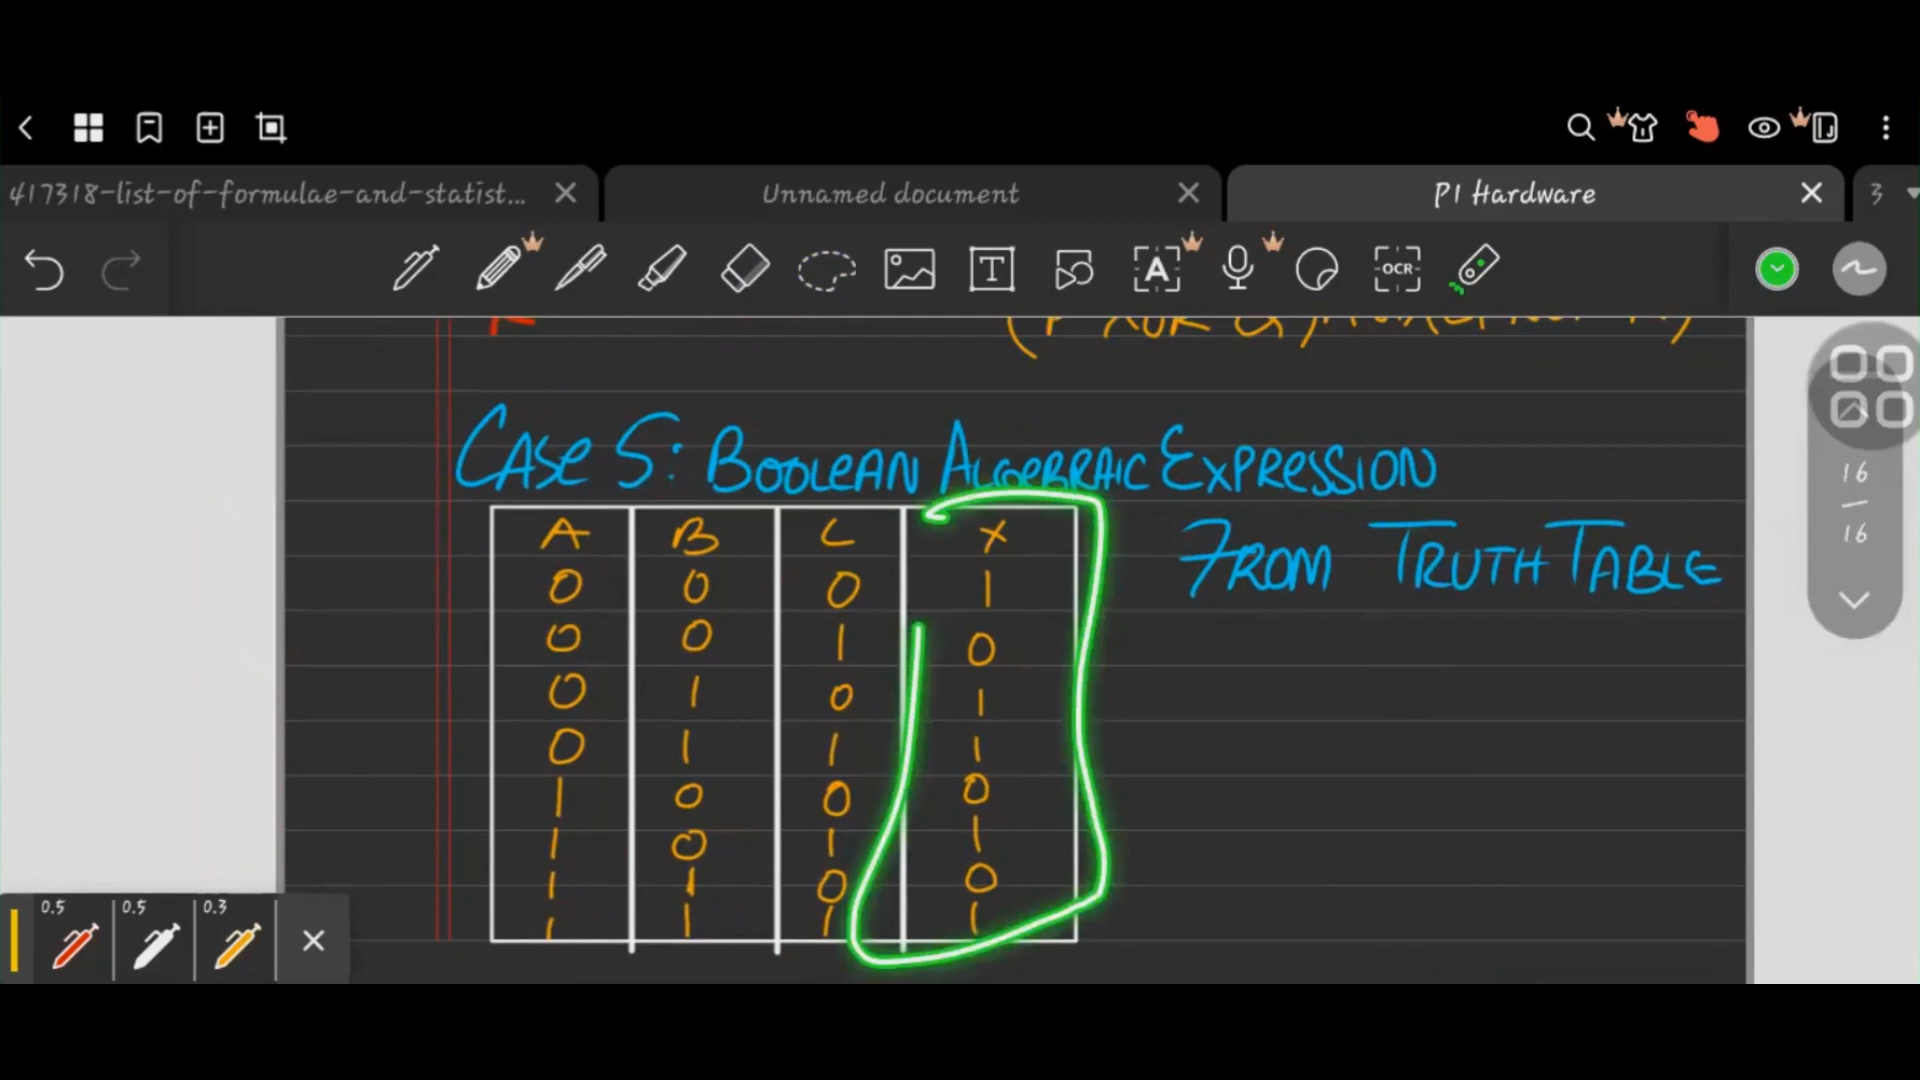 417318-list-of-formulae-and-statist...
Unnamed document
P1 Hardware
3
T
A
OCR
CASE 5: BOOLEAN ALGEBRAIC EXPRESSION
FROM TRUTH TABLE
16
16
A B C X
0 0 0 1
0 0 1 0
0 1 0 1
0 1 1 1
1 0 0 0
1 0 1 1
1 1 0 0
1 1 1 1
0.5 0.5 0.3